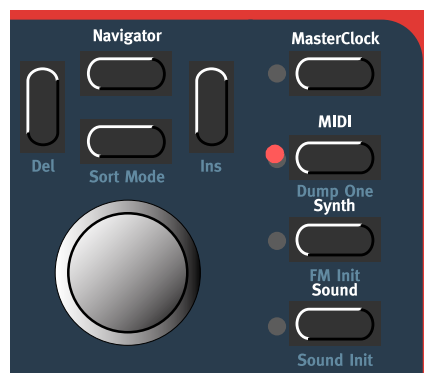 Navigator
MasterClock
MIDI
Del
Sort Mode
Ins
Dump One
Synth
FM Init
Sound
Sound Init